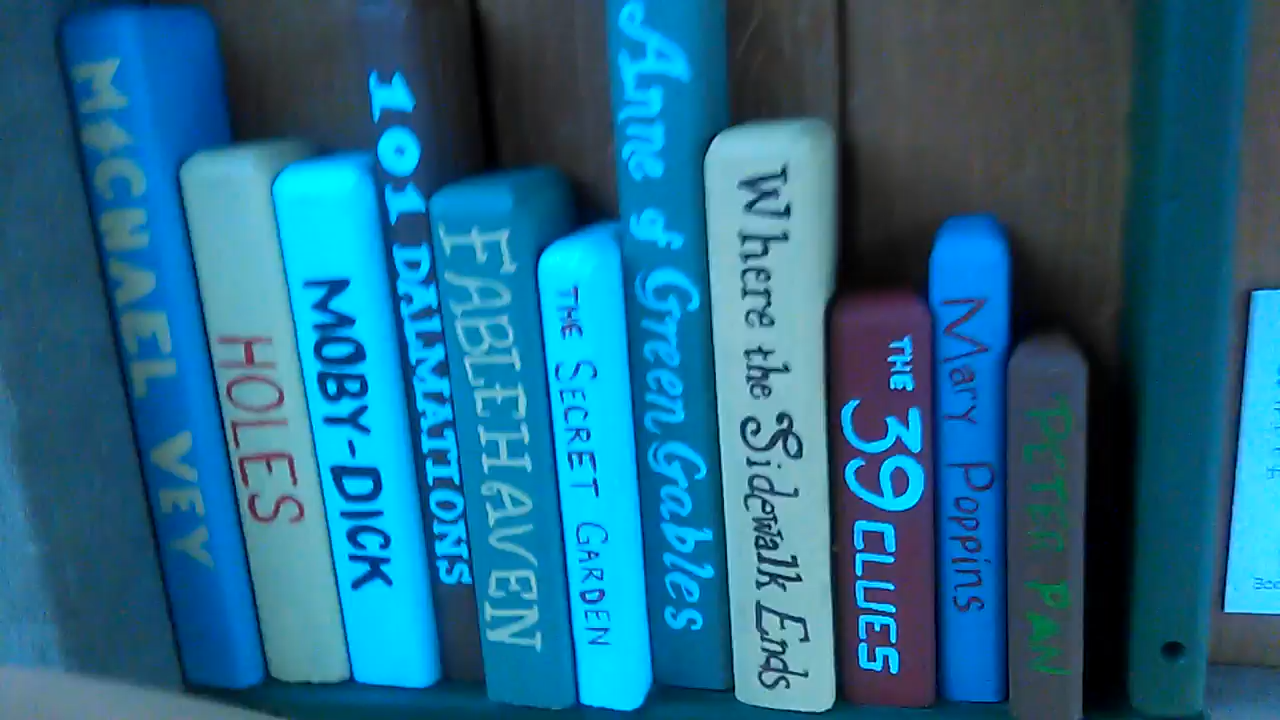 MICHAEL VEY
HOLES
MOBY-DICK
101 DALMATIONS
FABLEHAVEN
THE SECRET GARDEN
Anne of Green Gables
Where the Sidewalk Ends
THE 39 CLUES
Mary Poppins
PETER PAN